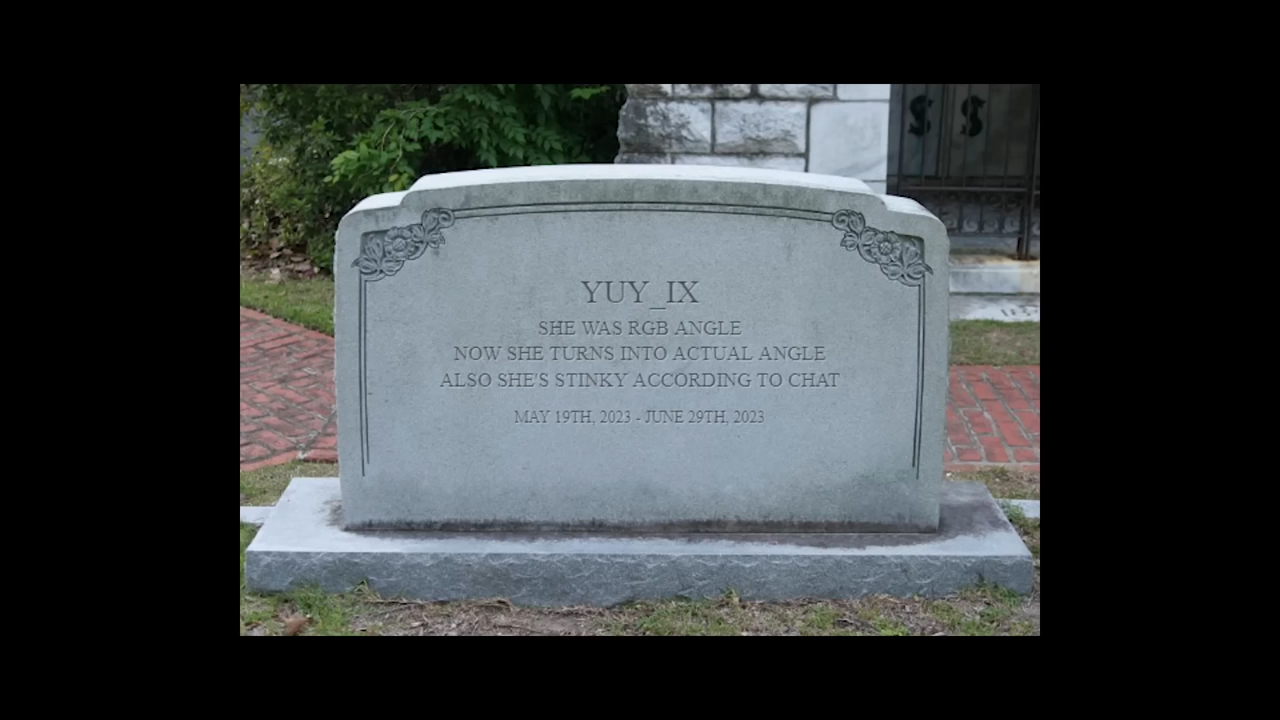 YUY_IX
SHE WAS RGB ANGLE
NOW SHE TURNS INTO ACTUAL ANGLE
ALSO SHE'S STINKY ACCORDING TO CHAT
MAY 19TH, 2023 - JUNE 29TH, 2023